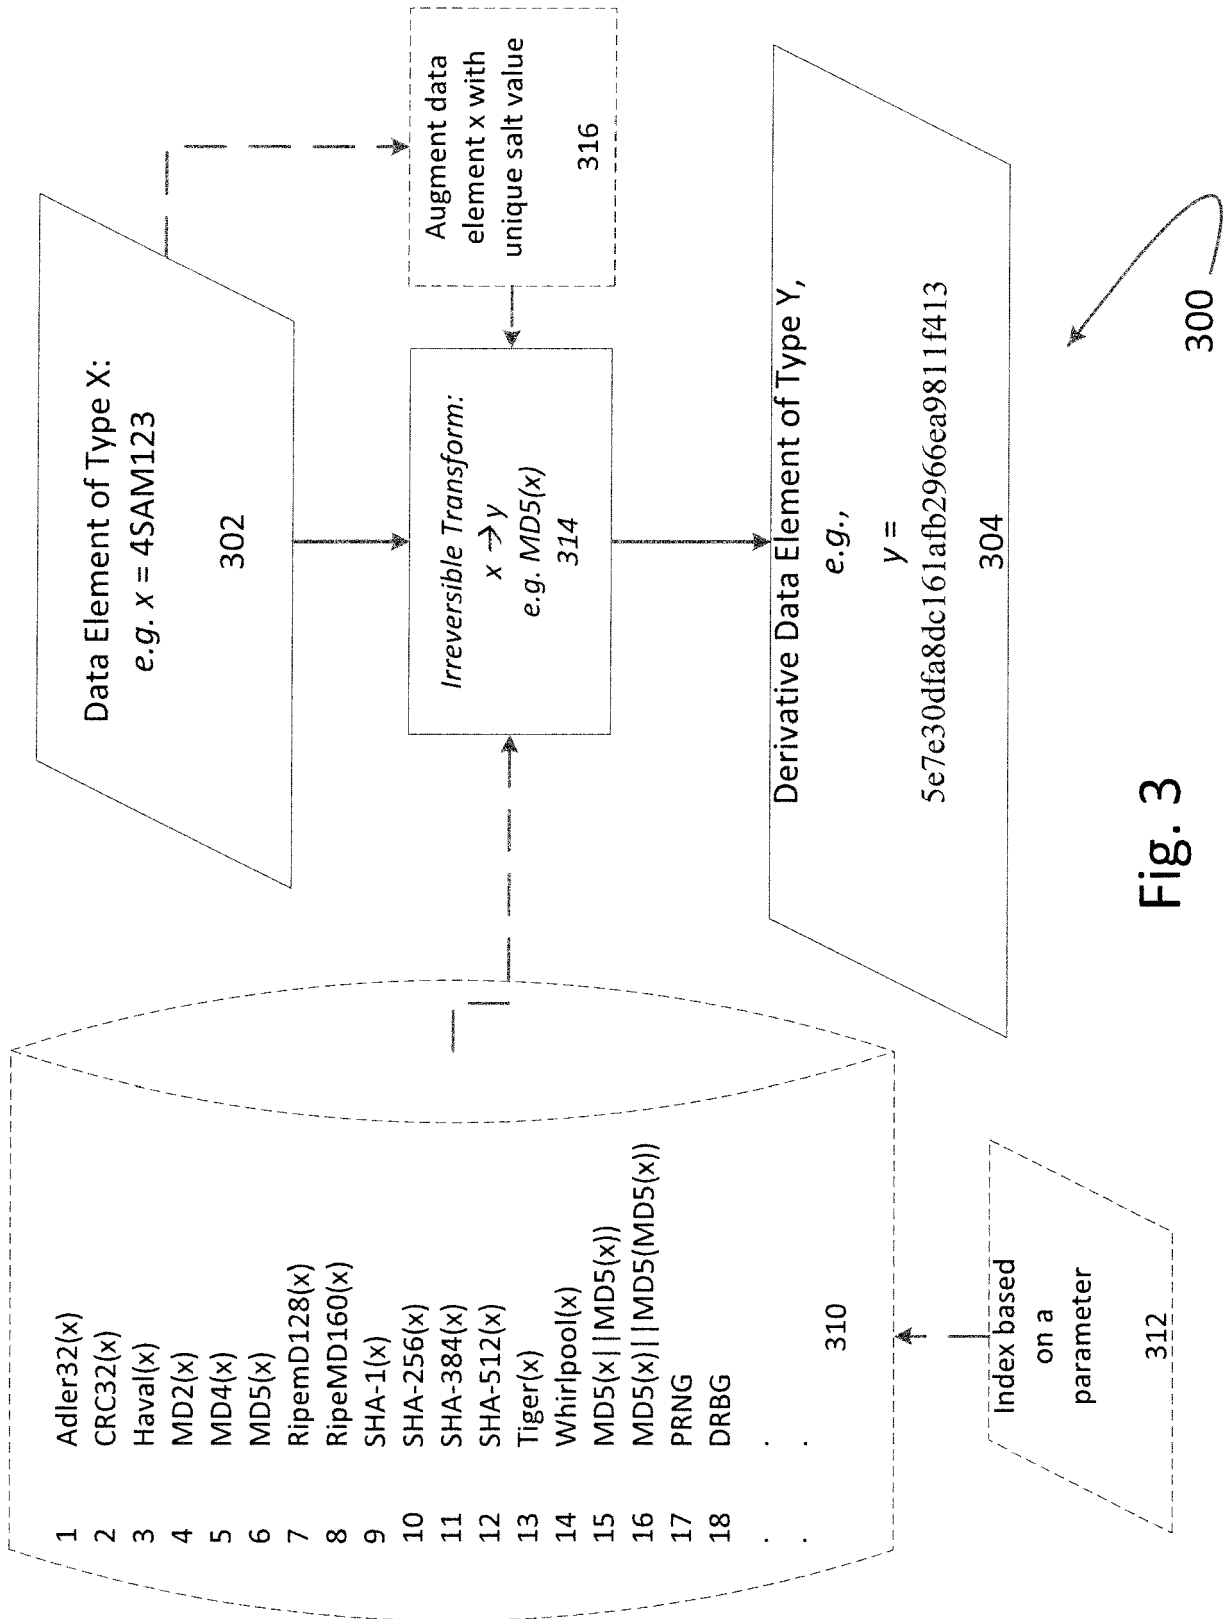 1 Adler32(x)
2 CRC32(x)
3 Haval(x)
4 MD2(x)
5 MD4(x)
6 MD5(x)
7 RipemD128(x)
8 RipeMD160(x)
9 SHA-1(x)
10 SHA-256(x)
11 SHA-384(x)
12 SHA-512(x)
13 Tiger(x)
14 Whirlpool(x)
15 MD5(x||MD5(x))
16 MD5(x)||MD5(MD5(x))
17 PRNG
18 DRBG
. .
. .
310
Index based
on a
parameter
312
Data Element of Type X:
e.g. x = 4SAM123
302
Irreversible Transform:
x → y
e.g. MD5(x)
314
Augment data
element x with
unique salt value
316
Derivative Data Element of Type Y,
e.g.,
y =
5e7e30dfa8dc161afb2966ea9811f413
304
300
Fig. 3